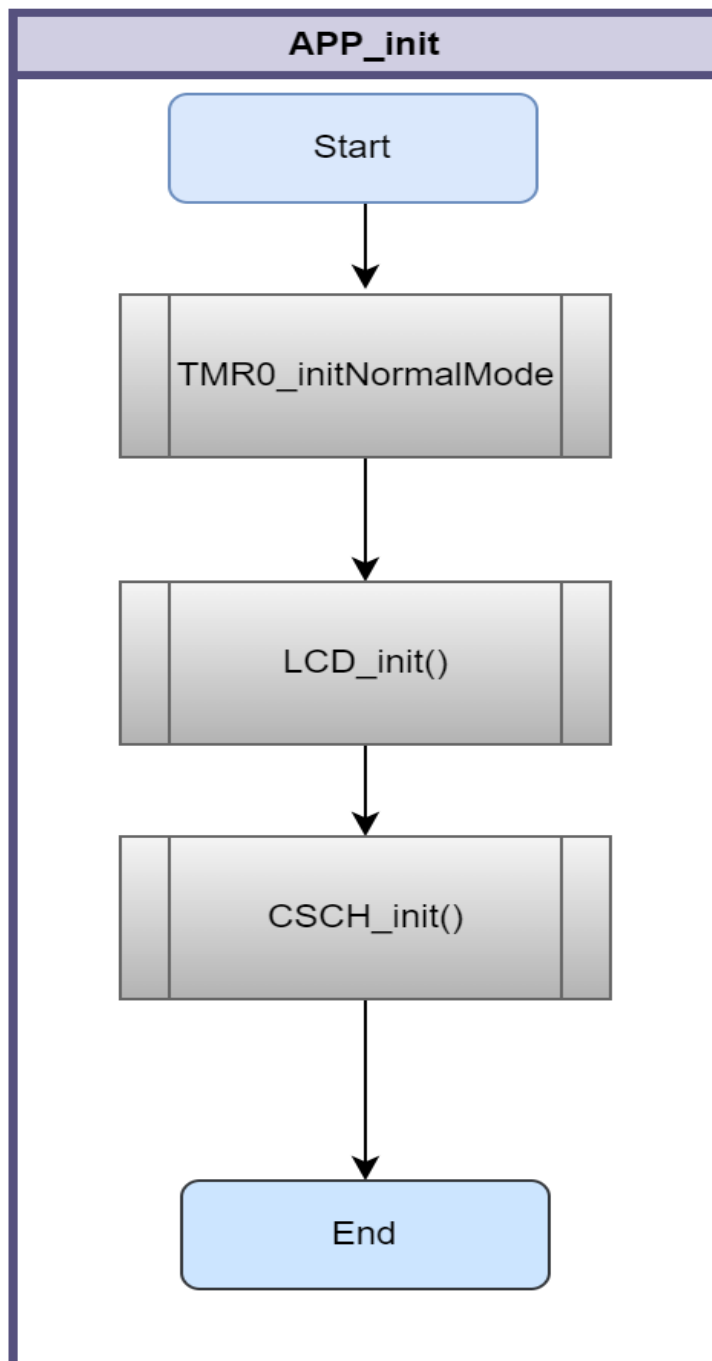 APP_init
Start
TMR0_initNormalMode
LCD_init()
CSCH_init()
End